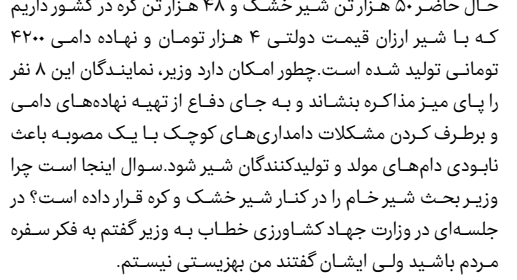 حال حاضر ۵۰ هزار تن شیر خشک و ۴۸ هزار تن کره در کشور داریم
که با شیر ارزان قیمت دولتی ۴ هزار تومان و نهاده دامی ۴۲۰۰
تومانی تولید شده است.چطور امکان دارد وزیر، نمایندگان این ۸ نفر
را پای میز مذاکره بنشاند و به جای دفاع از تهیه نهاده‌های دامی
و برطرف کردن مشکلات دامداری‌های کوچک با یک مصوبه باعث
نابودی دام‌های مولد و تولیدکنندگان شیر شود.سوال اینجا است چرا
وزیر بحث شیر خام را در کنار شیر خشک و کره قرار داده است؟ در
جلسه‌ای در وزارت جهاد کشاورزی خطاب به وزیر گفتم به فکر سفره
مردم باشید ولی ایشان گفتند من بهزیستی نیستم.